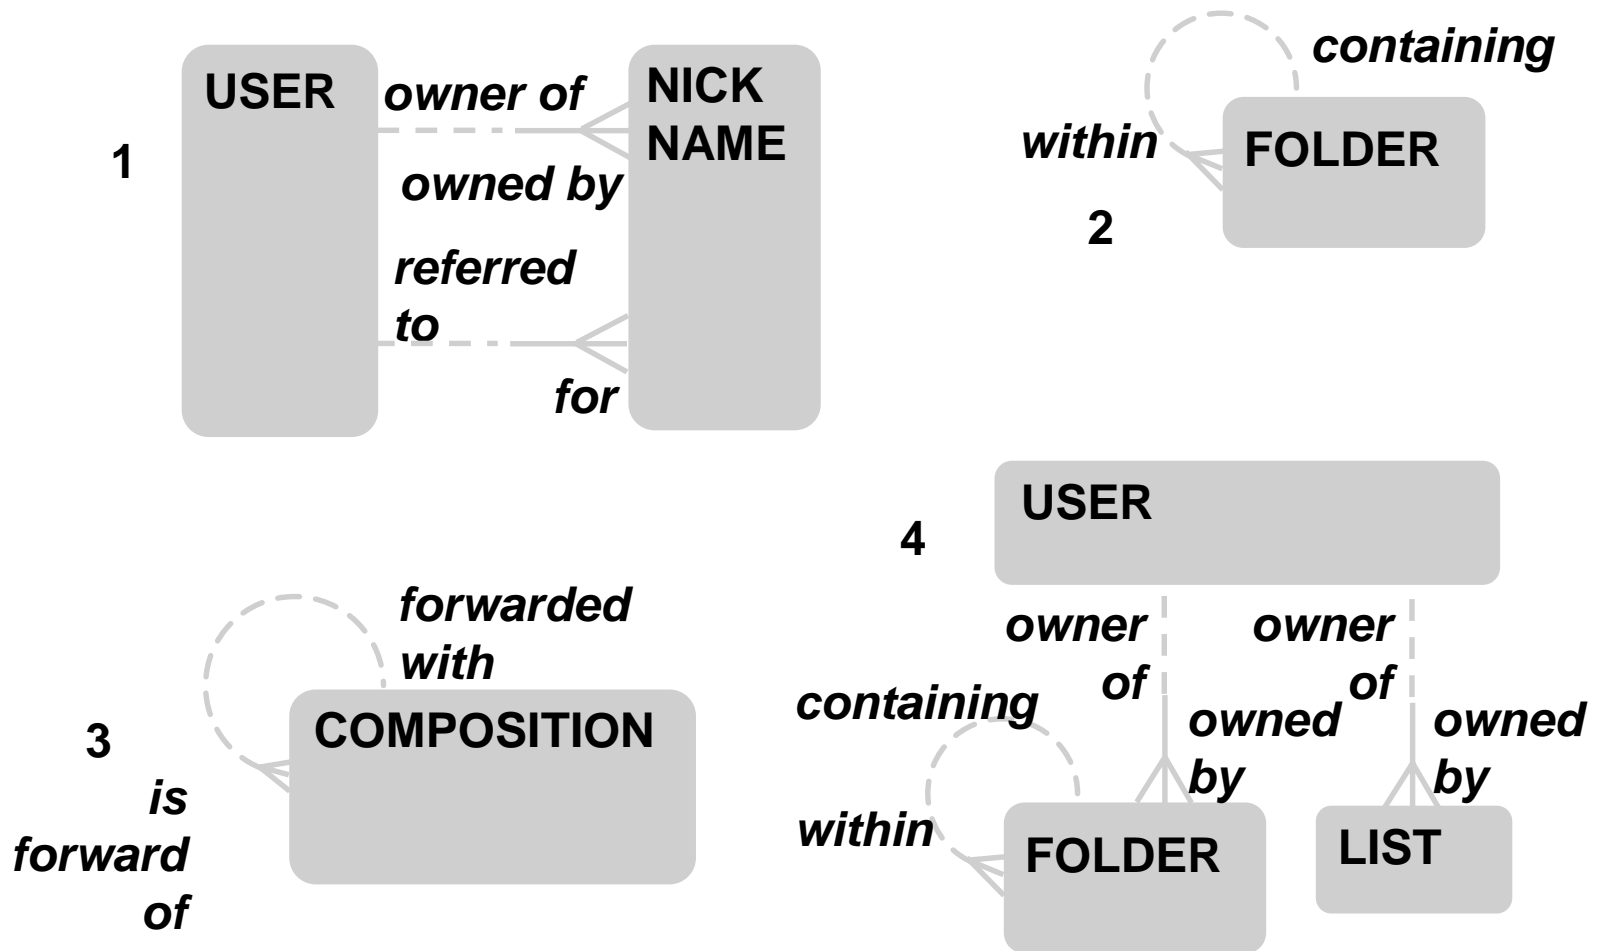 1
USER
owner of
owned by
referred
to
for
NICK
NAME
containing
within
FOLDER
2
3
forwarded
with
COMPOSITION
is
forward
of
4
USER
owner
of
owned
by
owner
of
owned
by
containing
within
FOLDER
LIST